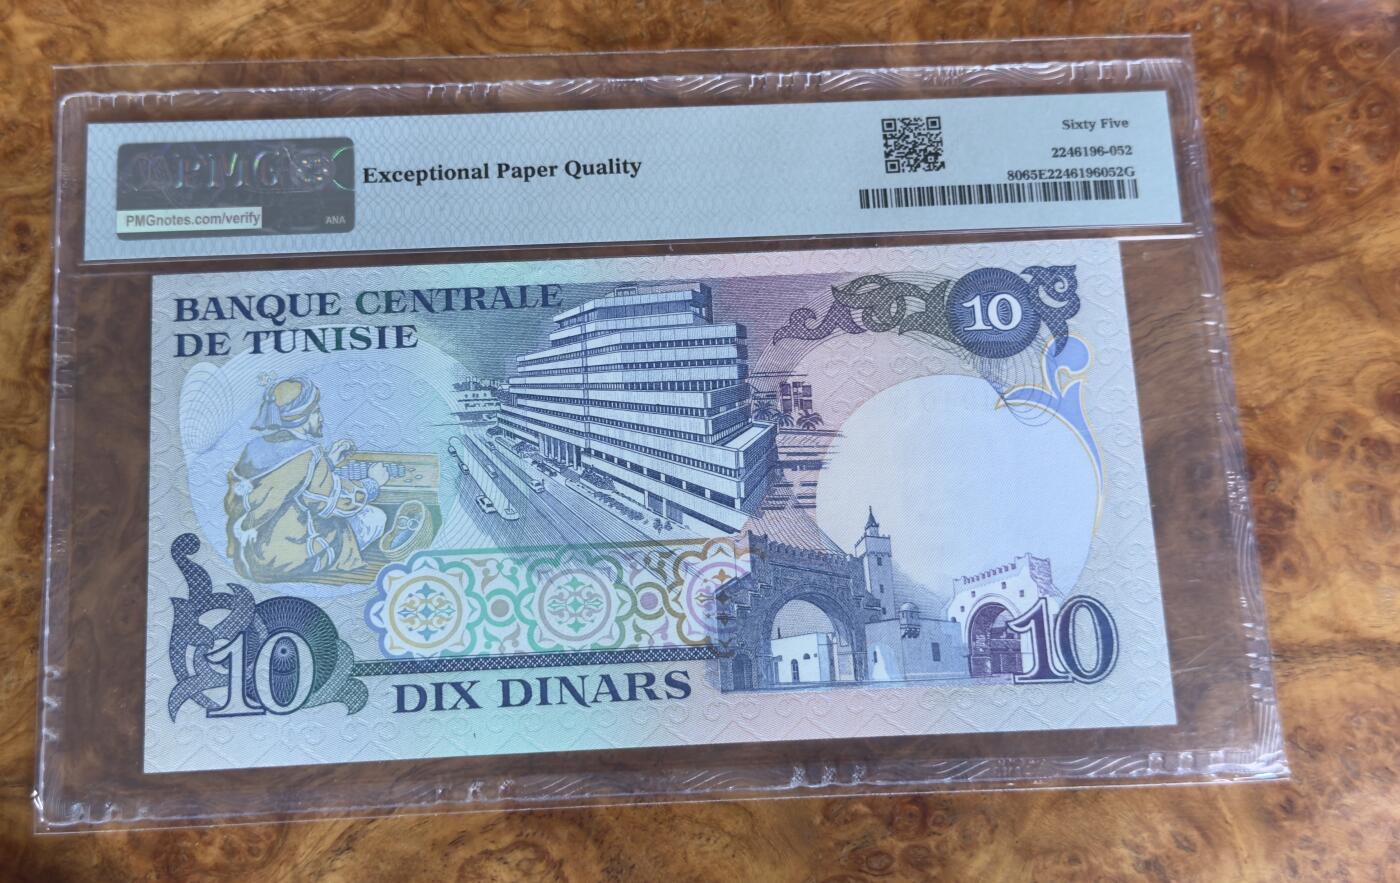 PMG
PMGnotes.com/verify
ANA
Exceptional Paper Quality
Sixty Five
2246196-052
8065E2246196052G
BANQUE CENTRALE
DE TUNISIE
10
10
10
DIX DINARS